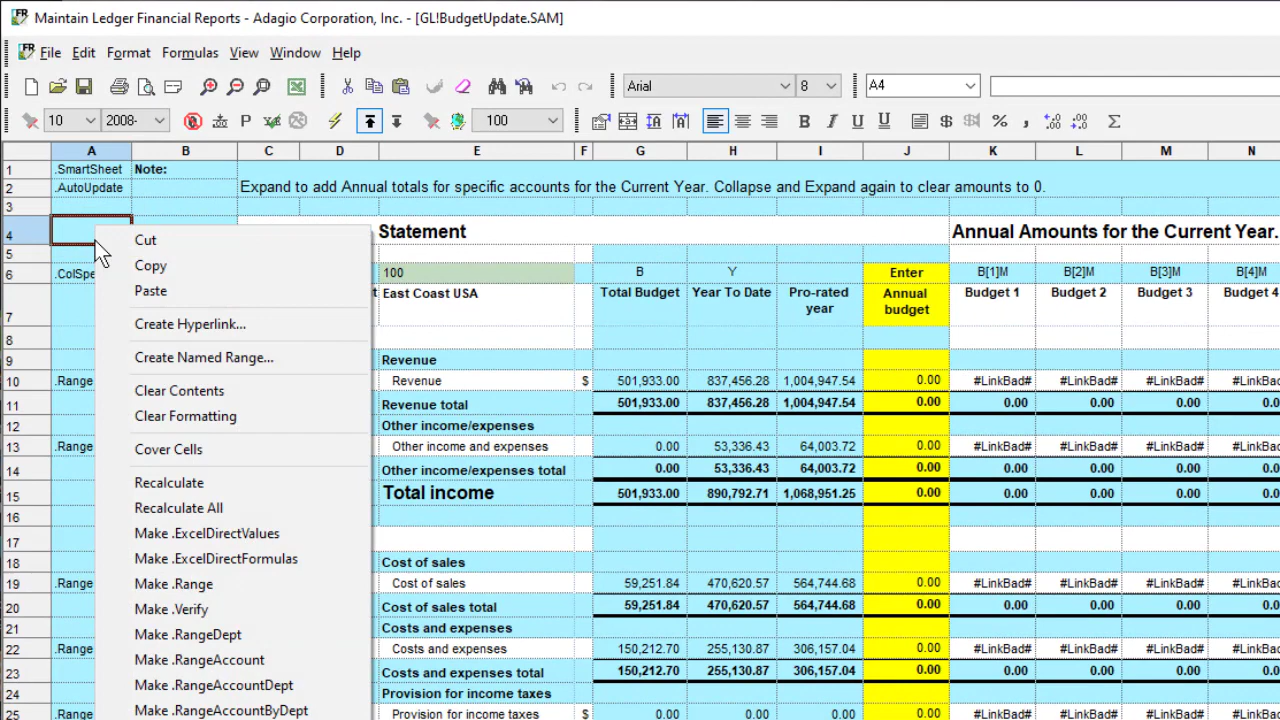 Maintain Ledger Financial Reports - Adagio Corporation, Inc. - [GL!BudgetUpdate.SAM]
File Edit Format Formulas View Window Help
Arial 8 A4
10 2008- P 100 B I U U $ % , Σ
A B C D E F G H I J K L M N
1 .SmartSheet Note:
2 .AutoUpdate Expand to add Annual totals for specific accounts for the Current Year. Collapse and Expand again to clear amounts to 0.
3
4 Statement Annual Amounts for the Current Year.
5
6 .ColSpe 100 B Y Enter B[1]M B[2]M B[3]M B[4]M
7 t East Coast USA Total Budget Year To Date Pro-rated year Annual budget Budget 1 Budget 2 Budget 3 Budget 4
8
9 Revenue
10 .Range Revenue $ 501,933.00 837,456.28 1,004,947.54 0.00 #LinkBad# #LinkBad# #LinkBad# #LinkBad#
11 Revenue total 501,933.00 837,456.28 1,004,947.54 0.00 0.00 0.00 0.00 0.00
12 Other income/expenses
13 .Range Other income and expenses 0.00 53,336.43 64,003.72 0.00 #LinkBad# #LinkBad# #LinkBad# #LinkBad#
14 Other income/expenses total 0.00 53,336.43 64,003.72 0.00 0.00 0.00 0.00 0.00
15 Total income 501,933.00 890,792.71 1,068,951.25 0.00 0.00 0.00 0.00 0.00
16
17
18 Cost of sales
19 .Range Cost of sales 59,251.84 470,620.57 564,744.68 0.00 #LinkBad# #LinkBad# #LinkBad# #LinkBad#
20 Cost of sales total 59,251.84 470,620.57 564,744.68 0.00 0.00 0.00 0.00 0.00
21 Costs and expenses
22 .Range Costs and expenses 150,212.70 255,130.87 306,157.04 0.00 #LinkBad# #LinkBad# #LinkBad# #LinkBad#
23 Costs and expenses total 150,212.70 255,130.87 306,157.04 0.00 0.00 0.00 0.00 0.00
24 Provision for income taxes
25 .Range Provision for income taxes $ 0.00 0.00 0.00 0.00 #LinkBad# #LinkBad# #LinkBad# #LinkBad#
Cut
Copy
Paste
Create Hyperlink...
Create Named Range...
Clear Contents
Clear Formatting
Cover Cells
Recalculate
Recalculate All
Make .ExcelDirectValues
Make .ExcelDirectFormulas
Make .Range
Make .Verify
Make .RangeDept
Make .RangeAccount
Make .RangeAccountDept
Make .RangeAccountByDept